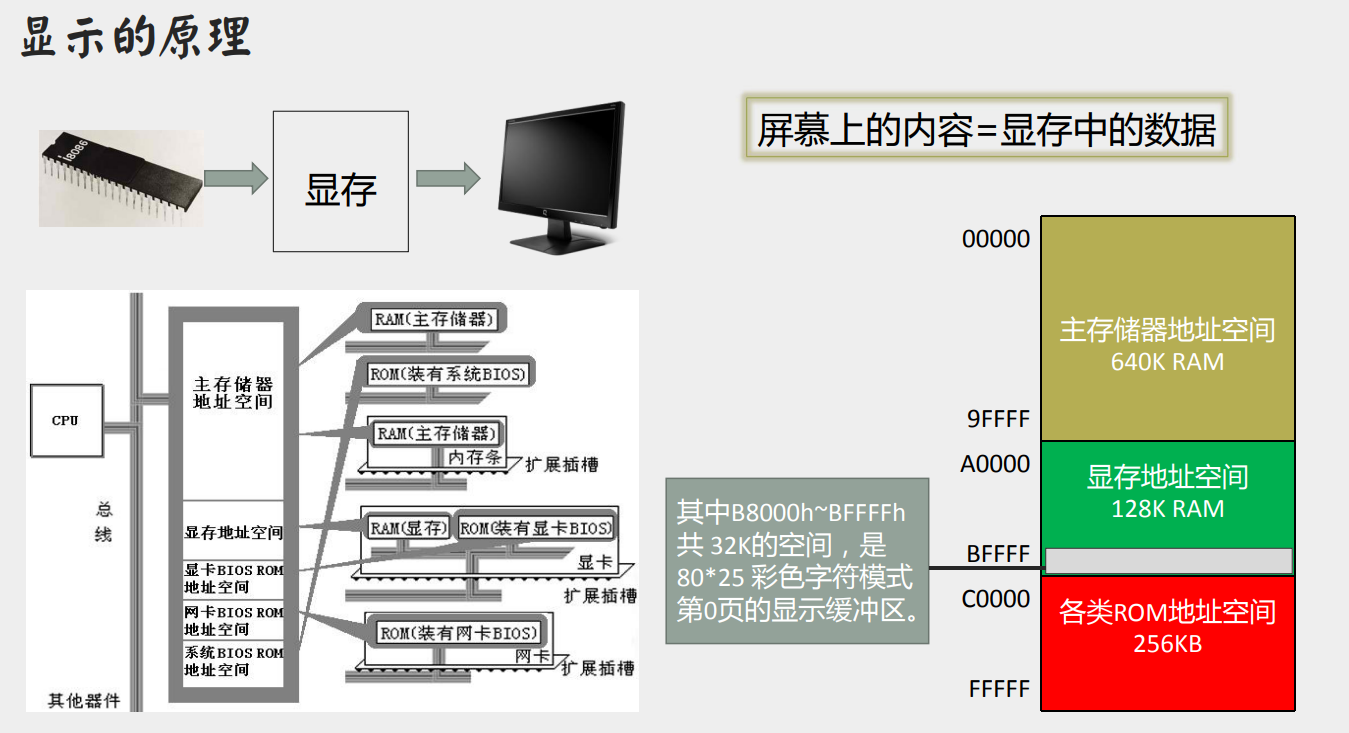 显示的原理
i8086
显存
屏幕上的内容=显存中的数据
CPU
总
线
其他器件
主存储器
地址空间
显存地址空间
显卡BIOS ROM
地址空间
网卡BIOS ROM
地址空间
系统BIOS ROM
地址空间
RAM(主存储器)
ROM(装有系统BIOS)
RAM(主存储器)
内存条
扩展插槽
RAM(显存)
ROM(装有显卡BIOS)
显卡
扩展插槽
ROM(装有网卡BIOS)
网卡
扩展插槽
其中B8000h~BFFFFh
共 32K的空间，是
80*25 彩色字符模式
第0页的显示缓冲区。
00000
主存储器地址空间
640K RAM
9FFFF
A0000
显存地址空间
128K RAM
BFFFF
C0000
各类ROM地址空间
256KB
FFFFF